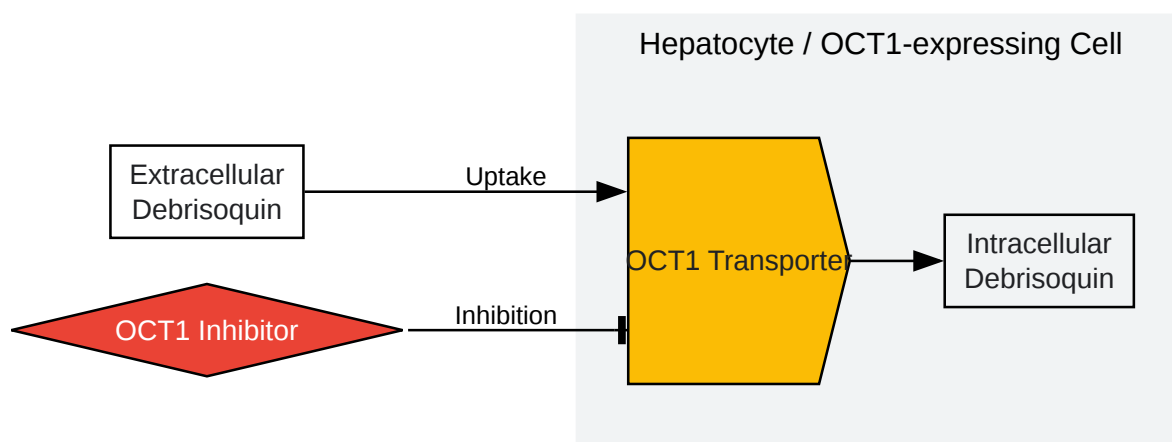 Hepatocyte / OCT1-expressing Cell
Extracellular
Debrisoquin
Uptake
OCT1 Transporter
Intracellular
Debrisoquin
OCT1 Inhibitor
Inhibition